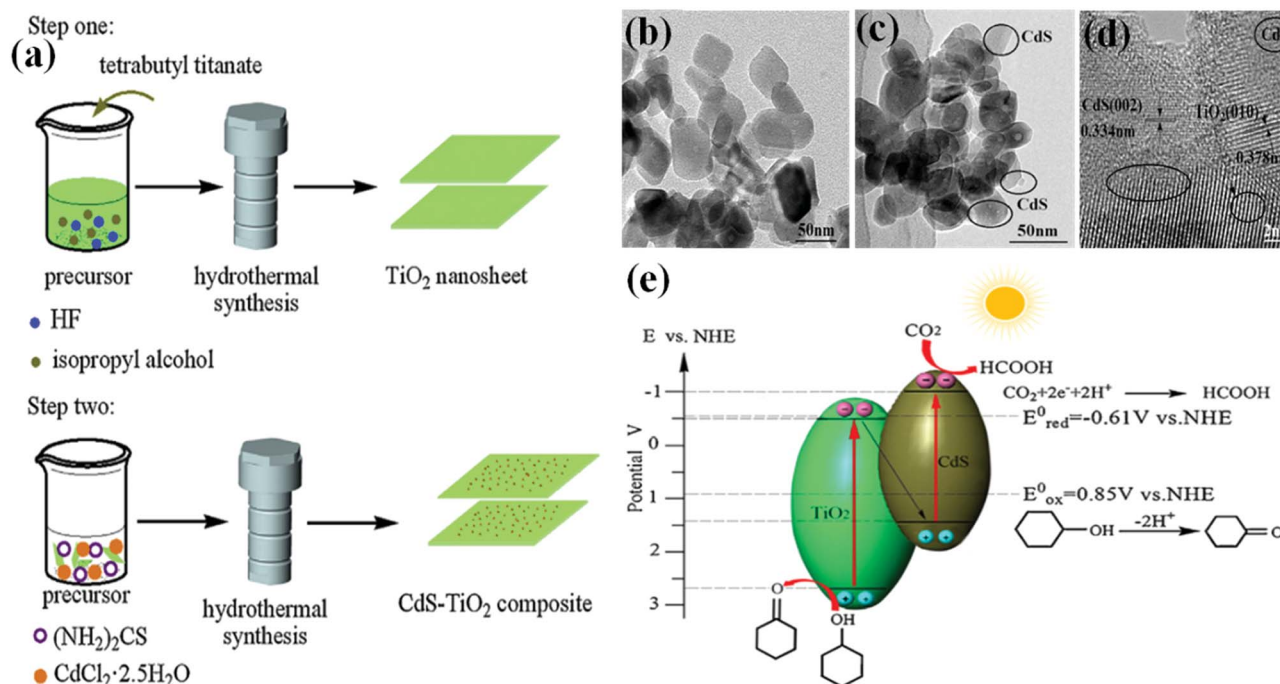 Step one:
(a)
tetrabutyl titanate
precursor
hydrothermal
synthesis
TiO₂ nanosheet
HF
isopropyl alcohol
Step two:
precursor
hydrothermal
synthesis
CdS-TiO₂ composite
(NH₂)₂CS
CdCl₂·2.5H₂O
(b)
50nm
(c)
CdS
CdS
CdS
50nm
(d)
CdS(002)
0.334nm
TiO₂(010)
(e)
E vs. NHE
Potential V
-1
0
1
2
3
TiO₂
CdS
CO₂
HCOOH
CO₂+2e⁻+2H⁺
HCOOH
E⁰red=-0.61V vs.NHE
E⁰ox=0.85V vs.NHE
OH
-2H⁺
O
O
OH